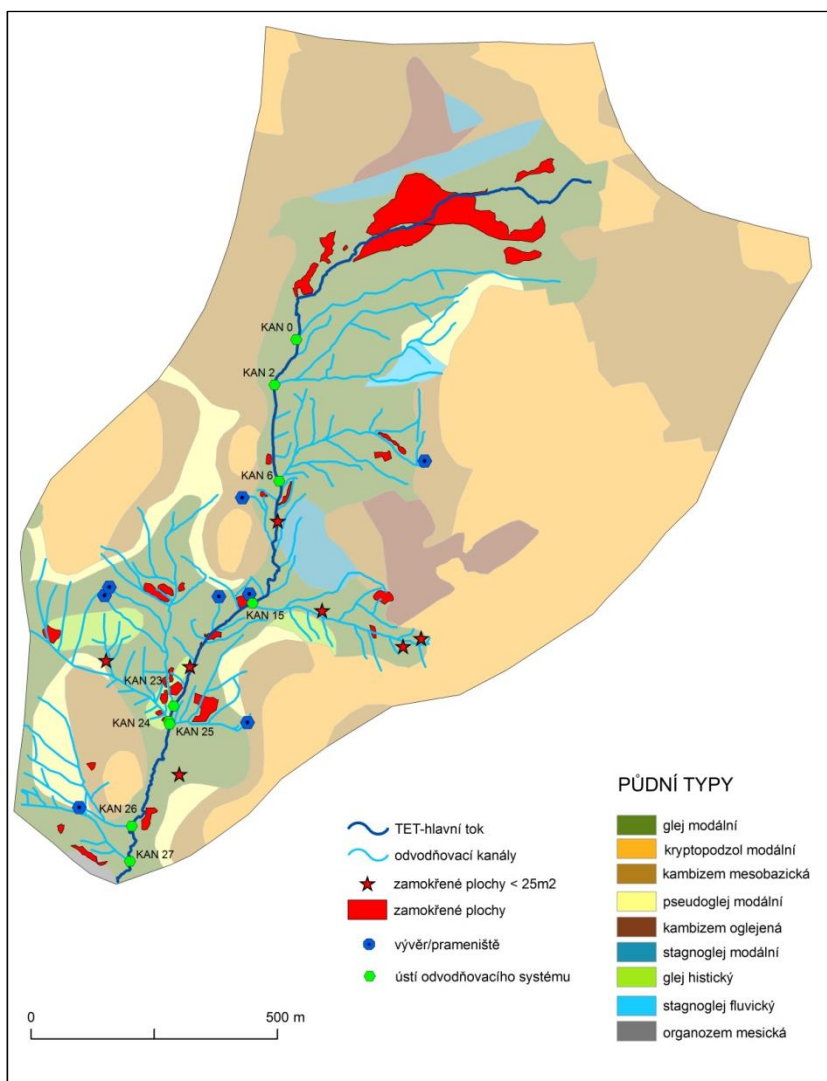 KAN 0
KAN 2
KAN 6
KAN 15
KAN 23
KAN 24
KAN 25
KAN 26
KAN 27
PŮDNÍ TYPY
glej modální
kryptopodzol modální
kambizem mesobazická
pseudoglej modální
kambizem oglejená
stagnoglej modální
glej histický
stagnoglej fluvický
organozem mesická
TET-hlavní tok
odvodňovací kanály
zamokřené plochy < 25m2
zamokřené plochy
vývěr/prameniště
ústí odvodňovacího systému
0
500 m